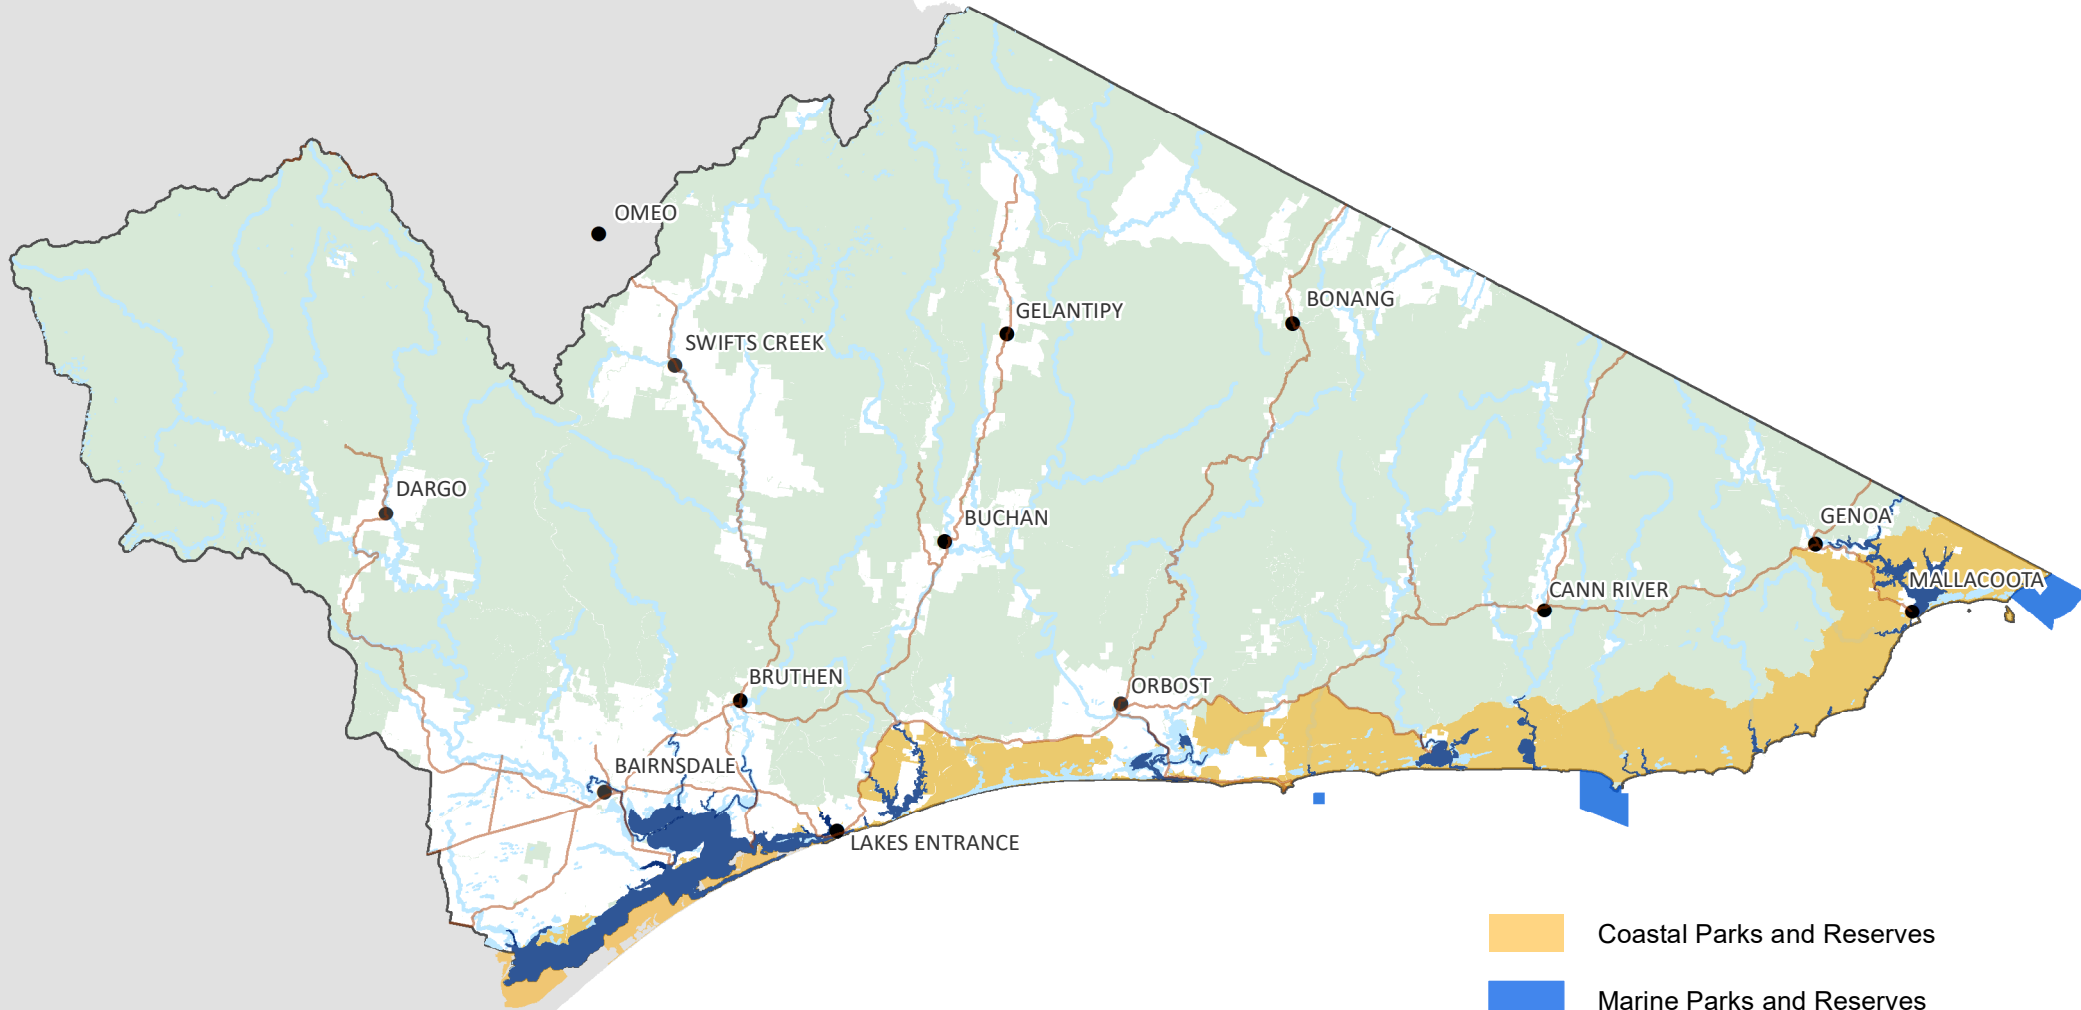 OMEO
BONANG
GELANTIPY
SWIFTS CREEK
DARGO
BUCHAN
GENOA
MALLACOOTA
CANN RIVER
BRUTHEN
ORBOST
BAIRNSDALE
LAKES ENTRANCE
Coastal Parks and Reserves
Marine Parks and Reserves